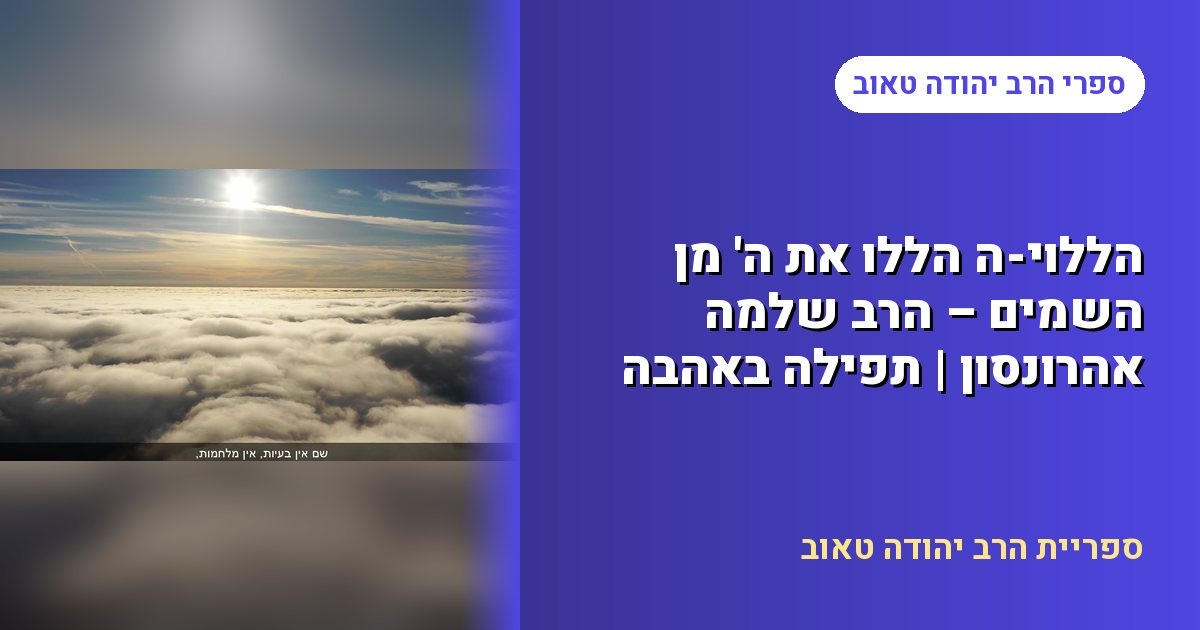 ספרי הרב יהודה טאוב
הללוי-ה הללו את ה' מן
השמים – הרב שלמה
אהרונסון | תפילה באהבה
שם אין בעיות, אין מלחמות,
ספריית הרב יהודה טאוב